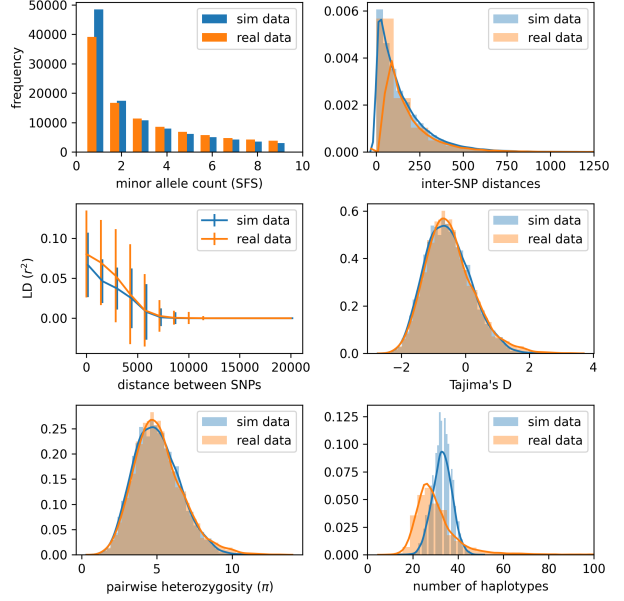 frequency
50000
40000
30000
20000
10000
0
sim data
real data
0 2 4 6 8 10
minor allele count (SFS)
0.006
0.004
0.002
0.000
sim data
real data
0 250 500 750 1000 1250
inter-SNP distances
LD (r²)
0.10
0.05
0.00
sim data
real data
0 5000 10000 15000 20000
distance between SNPs
0.6
0.4
0.2
0.0
sim data
real data
−2 0 2 4
Tajima's D
0.25
0.20
0.15
0.10
0.05
0.00
sim data
real data
0 5 10
pairwise heterozygosity (π)
0.125
0.100
0.075
0.050
0.025
0.000
sim data
real data
0 20 40 60 80 100
number of haplotypes